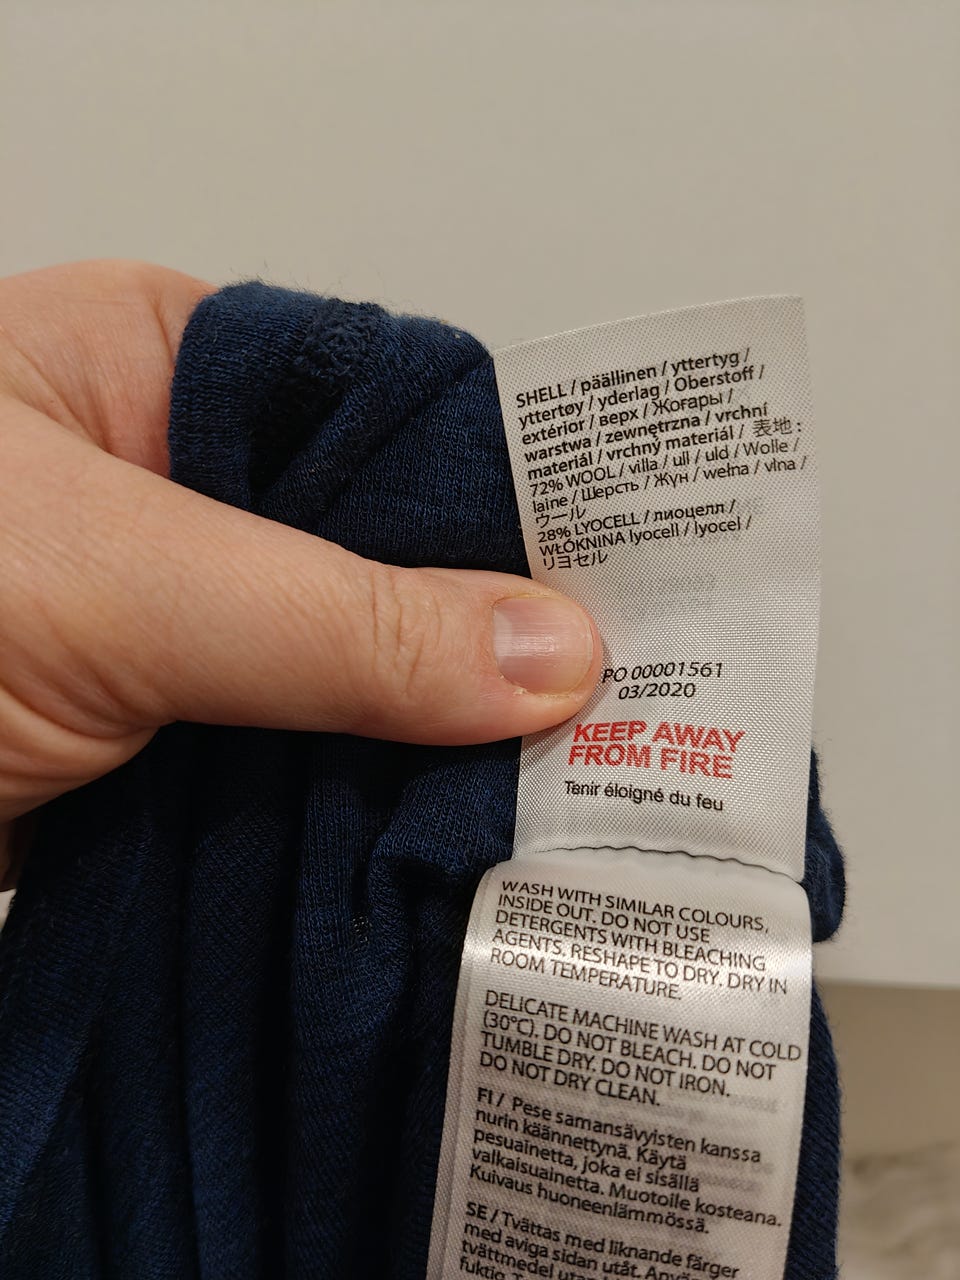 SHELL / päällinen / yttertyg /
yttertøy / yderlag / Oberstoff /
extérior / верх / Жоғары /
warstwa / zewnętrzna / vrchní
materiál / vrchný materiál / 表地 :
72% WOOL / villa / ull / uld / Wolle /
laine / Шерсть / Жүн / wełna / vlna /
ウール
28% LYOCELL / лиоцелл /
WŁÓKNINA lyocell / lyocel /
リヨセル
PO 00001561
03/2020
KEEP AWAY
FROM FIRE
Tenir éloigné du feu
WASH WITH SIMILAR COLOURS,
INSIDE OUT. DO NOT USE
DETERGENTS WITH BLEACHING
AGENTS. RESHAPE TO DRY. DRY IN
ROOM TEMPERATURE.
DELICATE MACHINE WASH AT COLD
(30°C). DO NOT BLEACH. DO NOT
TUMBLE DRY. DO NOT IRON.
DO NOT DRY CLEAN.
FI / Pese samansävyisten kanssa
nurin käännettynä. Käytä
pesuainetta, joka ei sisällä
valkaisuainetta. Muotoile kosteana.
Kuivaus huoneenlämmössä.
SE / Tvättas med liknande färger
med aviga sidan utåt. Använd
tvättmedel utan
fuktig.